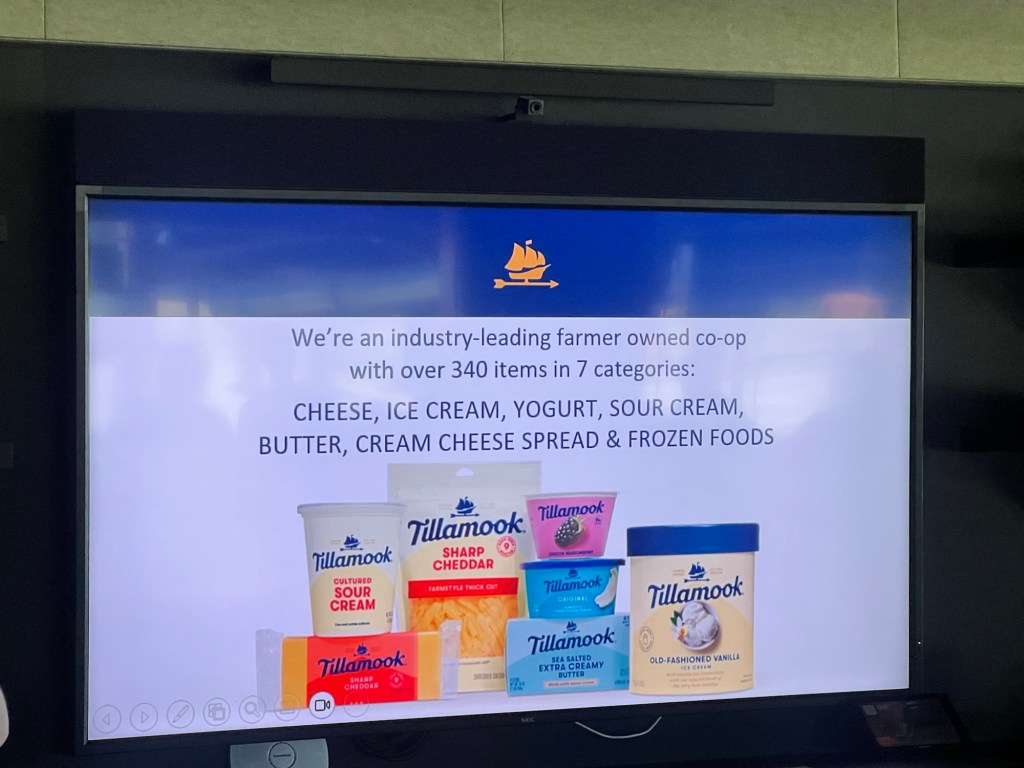 We're an industry-leading farmer owned co-op
with over 340 items in 7 categories:
CHEESE, ICE CREAM, YOGURT, SOUR CREAM,
BUTTER, CREAM CHEESE SPREAD & FROZEN FOODS
Tillamook
CULTURED
SOUR
CREAM
Tillamook
SHARP
CHEDDAR
FARMSTYLE THICK CUT
Tillamook
Tillamook
ORIGINAL
Tillamook
SHARP
CHEDDAR
Tillamook
SEA SALTED
EXTRA CREAMY
BUTTER
Tillamook
OLD-FASHIONED VANILLA
ICE CREAM
NEC